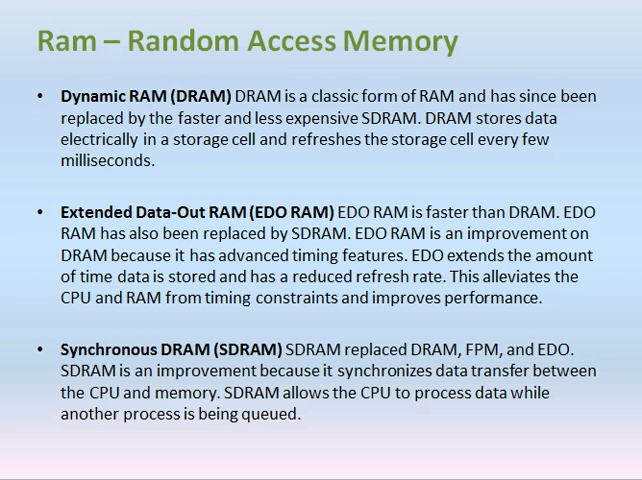 Ram – Random Access Memory
• Dynamic RAM (DRAM) DRAM is a classic form of RAM and has since been
replaced by the faster and less expensive SDRAM. DRAM stores data
electrically in a storage cell and refreshes the storage cell every few
milliseconds.
• Extended Data-Out RAM (EDO RAM) EDO RAM is faster than DRAM. EDO
RAM has also been replaced by SDRAM. EDO RAM is an improvement on
DRAM because it has advanced timing features. EDO extends the amount
of time data is stored and has a reduced refresh rate. This alleviates the
CPU and RAM from timing constraints and improves performance.
• Synchronous DRAM (SDRAM) SDRAM replaced DRAM, FPM, and EDO.
SDRAM is an improvement because it synchronizes data transfer between
the CPU and memory. SDRAM allows the CPU to process data while
another process is being queued.